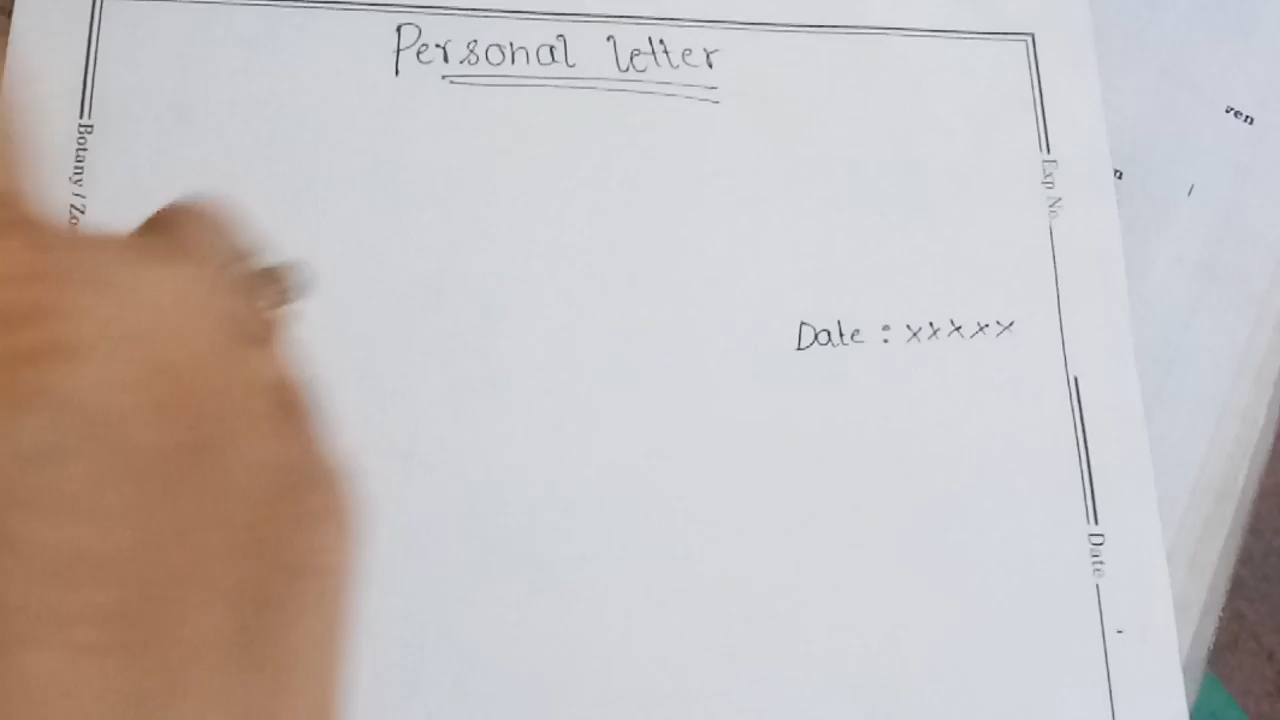 Personal letter
Botany / Zo
Exp No.
Date : xxxxx
Date
ven